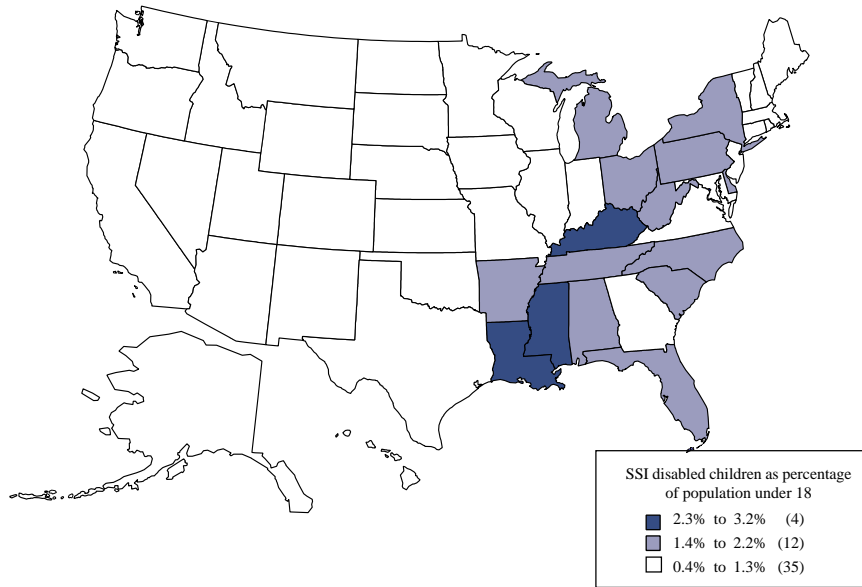 SSI disabled children as percentage
of population under 18
2.3% to 3.2% (4)
1.4% to 2.2% (12)
0.4% to 1.3% (35)